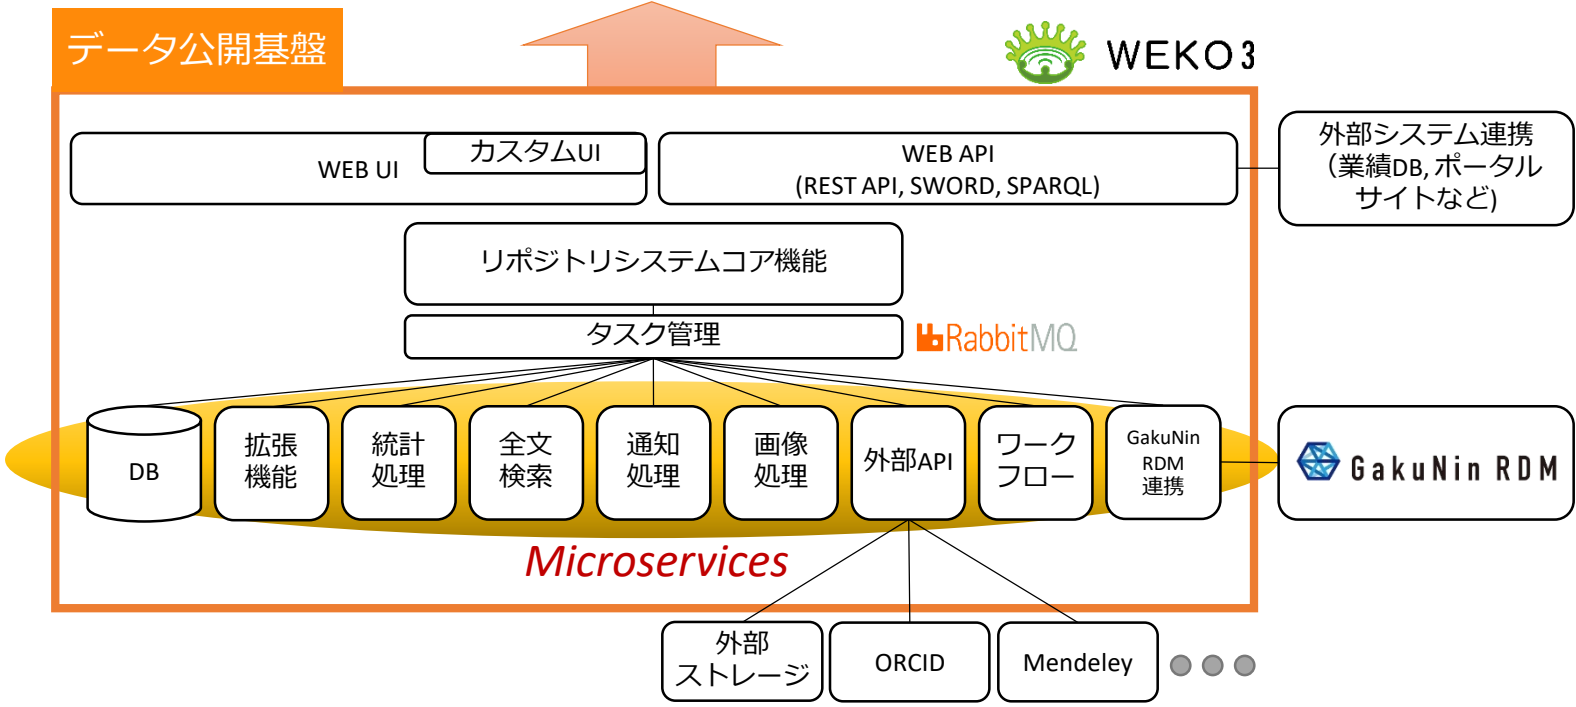 データ公開基盤
WEKO3
WEB UI
カスタムUI
WEB API
(REST API, SWORD, SPARQL)
外部システム連携
（業績DB, ポータル
サイトなど)
リポジトリシステムコア機能
タスク管理
RabbitMQ
DB
拡張
機能
統計
処理
全文
検索
通知
処理
画像
処理
外部API
ワーク
フロー
GakuNin
RDM
連携
GakuNin RDM
Microservices
外部
ストレージ
ORCID
Mendeley